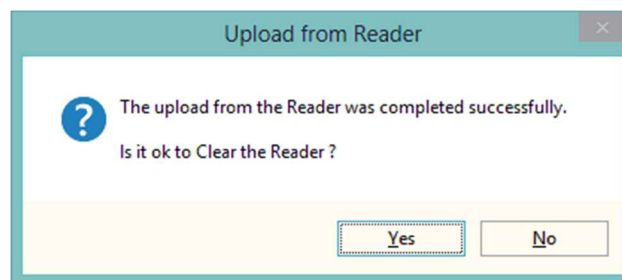 Upload from Reader
The upload from the Reader was completed successfully.
Is it ok to Clear the Reader ?
Yes
No